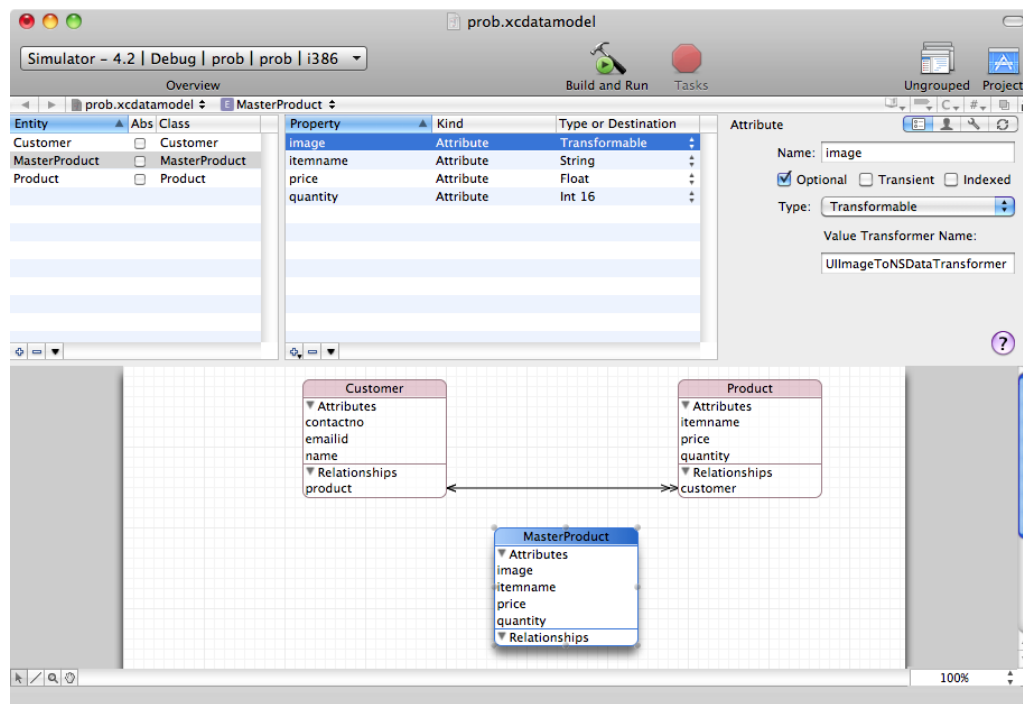 prob.xcdatamodel
Simulator – 4.2 | Debug | prob | prob | i386
Overview
Build and Run
Tasks
Ungrouped
Project
prob.xcdatamodel
E MasterProduct
C
#
Entity
Abs
Class
Customer
Customer
MasterProduct
MasterProduct
Product
Product
Property
Kind
Type or Destination
image
Attribute
Transformable
itemname
Attribute
String
price
Attribute
Float
quantity
Attribute
Int 16
Attribute
Name: image
Optional
Transient
Indexed
Type: Transformable
Value Transformer Name:
UIImageToNSDataTransformer
?
Customer
Attributes
contactno
emailid
name
Relationships
product
Product
Attributes
itemname
price
quantity
Relationships
customer
MasterProduct
Attributes
image
itemname
price
quantity
Relationships
100%